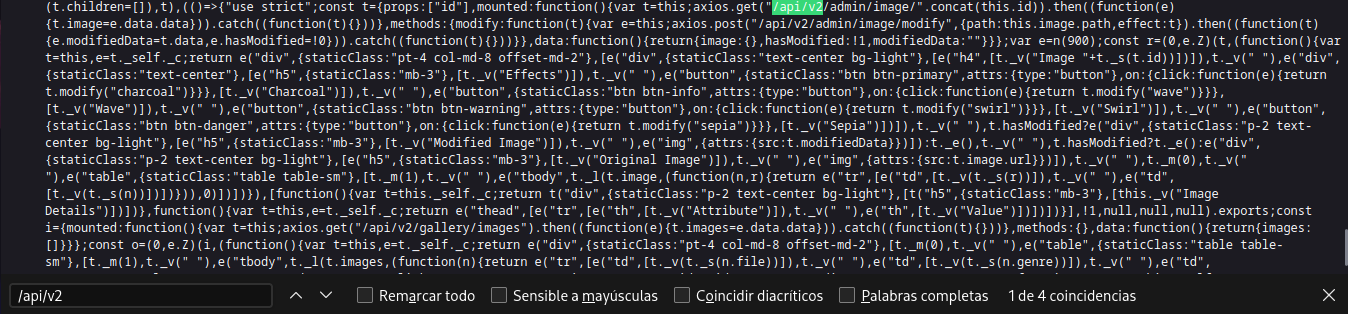 (t.children=[]),t),(()=>{"use strict";const t={props:["id"],mounted:function(){var t=this;axios.get("/api/v2/admin/image/".concat(this.id)).then((function(e)
{t.image=e.data.data})).catch((function(t){}))},methods:{modify:function(t){var e=this;axios.post("/api/v2/admin/image/modify",{path:this.image.path,effect:t}).then((function(t)
{e.modifiedData=t.data,e.hasModified=!0})).catch((function(t){}))}},data:function(){return{image:{},hasModified:!1,modifiedData:""}}};var e=n(900);const r=(0,e.Z)(t,(function(){var
t=this,e=t._self._c;return e("div",{staticClass:"pt-4 col-md-8 offset-md-2"},[e("div",{staticClass:"text-center bg-light"},[e("h4",[t._v("Image "+t._s(t.id))])]),t._v(" "),e("div",
{staticClass:"text-center"},[e("h5",{staticClass:"mb-3"},[t._v("Effects")]),t._v(" "),e("button",{staticClass:"btn btn-primary",attrs:{type:"button"},on:{click:function(e){return
t.modify("charcoal")}}},[t._v("Charcoal")]),t._v(" "),e("button",{staticClass:"btn btn-info",attrs:{type:"button"},on:{click:function(e){return t.modify("wave")}}},
[t._v("Wave")]),t._v(" "),e("button",{staticClass:"btn btn-warning",attrs:{type:"button"},on:{click:function(e){return t.modify("swirl")}}},[t._v("Swirl")]),t._v(" "),e("button",
{staticClass:"btn btn-danger",attrs:{type:"button"},on:{click:function(e){return t.modify("sepia")}}},[t._v("Sepia")])]),t._v(" "),t.hasModified?e("div",{staticClass:"p-2 text-
center bg-light"},[e("h5",{staticClass:"mb-3"},[t._v("Modified Image")]),t._v(" "),e("img",{attrs:{src:t.modifiedData}})]):t._e(),t._v(" "),t.hasModified?t._e():e("div",
{staticClass:"p-2 text-center bg-light"},[e("h5",{staticClass:"mb-3"},[t._v("Original Image")]),t._v(" "),e("img",{attrs:{src:t.image.url}})]),t._v(" "),t._m(0),t._v("
"),e("table",{staticClass:"table table-sm"},[t._m(1),t._v(" "),e("tbody",t._l(t.image,(function(n,r){return e("tr",[e("td",[t._v(t._s(r))]),t._v(" "),e("td",
[t._v(t._s(n))])])})),0)])])}),[function(){var t=this._self._c;return t("div",{staticClass:"p-2 text-center bg-light"},[t("h5",{staticClass:"mb-3"},[this._v("Image
Details")])])},function(){var t=this,e=t._self._c;return e("thead",[e("tr",[e("th",[t._v("Attribute")]),t._v(" "),e("th",[t._v("Value")])])])}],!1,null,null,null).exports;const
i={mounted:function(){var t=this;axios.get("/api/v2/gallery/images").then((function(e){t.images=e.data.data})).catch((function(t){}))},methods:{},data:function(){return{images:
[]}}};const o=(0,e.Z)(i,(function(){var t=this,e=t._self._c;return e("div",{staticClass:"pt-4 col-md-8 offset-md-2"},[t._m(0),t._v(" "),e("table",{staticClass:"table table-
sm"},[t._m(1),t._v(" "),e("tbody",t._l(t.images,(function(n){return e("tr",[e("td",[t._v(t._s(n.file))]),t._v(" "),e("td",[t._v(t._s(n.genre))]),t._v(" "),e("td",
/api/v2 Remarcar todo Sensible a mayúsculas Coincidir diacríticos Palabras completas 1 de 4 coincidencias